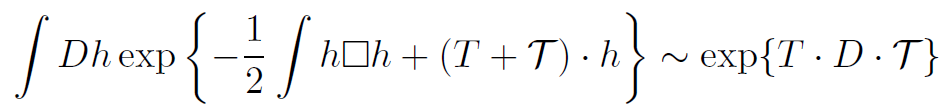 ∫ Dh exp { −1/2 ∫ h□h + (T + 𝒯) · h } ∼ exp{T · D · 𝒯}